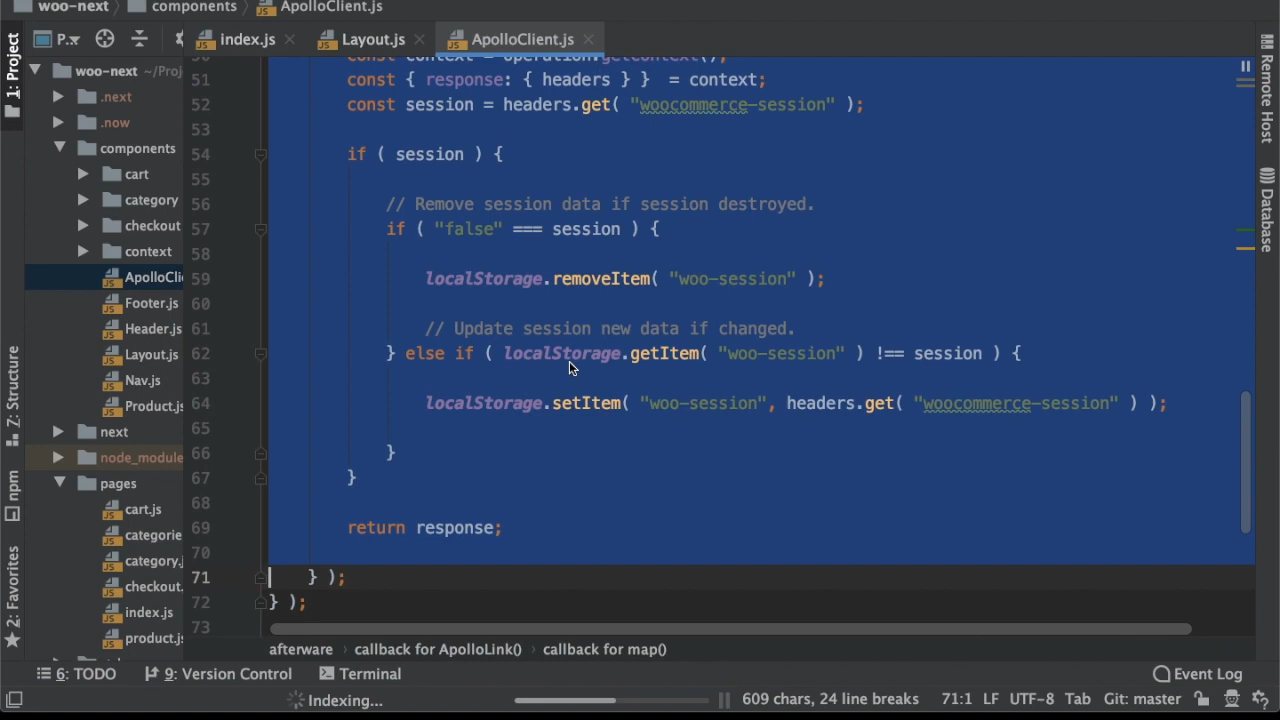 woo-next > components > ApolloClient.js
1: Project
P...
index.js
Layout.js
ApolloClient.js
woo-next ~/Proj
.next
.now
components
cart
category
checkout
context
ApolloCli
Footer.js
Header.js
Layout.js
Nav.js
Product.js
next
node_module
pages
cart.js
categorie
category.j
checkout.
index.js
product.js
51 const { response: { headers } }  = context;
52 const session = headers.get( "woocommerce-session" );
53
54 if ( session ) {
55
56 // Remove session data if session destroyed.
57 if ( "false" === session ) {
58
59 localStorage.removeItem( "woo-session" );
60
61 // Update session new data if changed.
62 } else if ( localStorage.getItem( "woo-session" ) !== session ) {
63
64 localStorage.setItem( "woo-session", headers.get( "woocommerce-session" ) );
65
66 }
67 }
68
69 return response;
70
71 } );
72 } );
73
afterware > callback for ApolloLink() > callback for map()
Remote Host
Database
Z: Structure
npm
2: Favorites
6: TODO
9: Version Control
Terminal
Event Log
Indexing...
609 chars, 24 line breaks
71:1 LF UTF-8 Tab Git: master